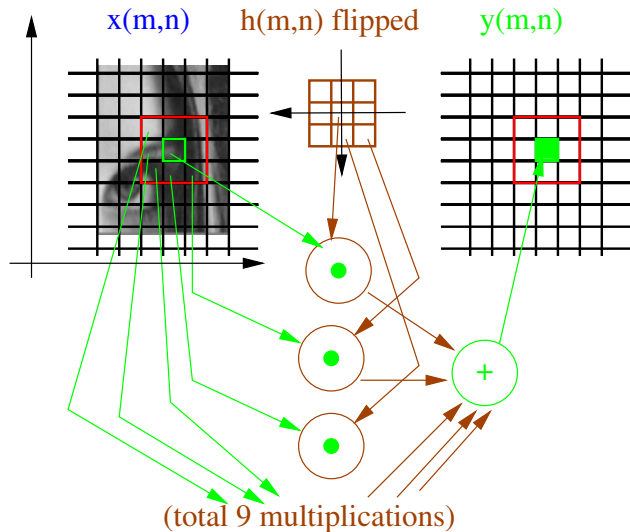 x(m,n) h(m,n) flipped y(m,n)
+
(total 9 multiplications)